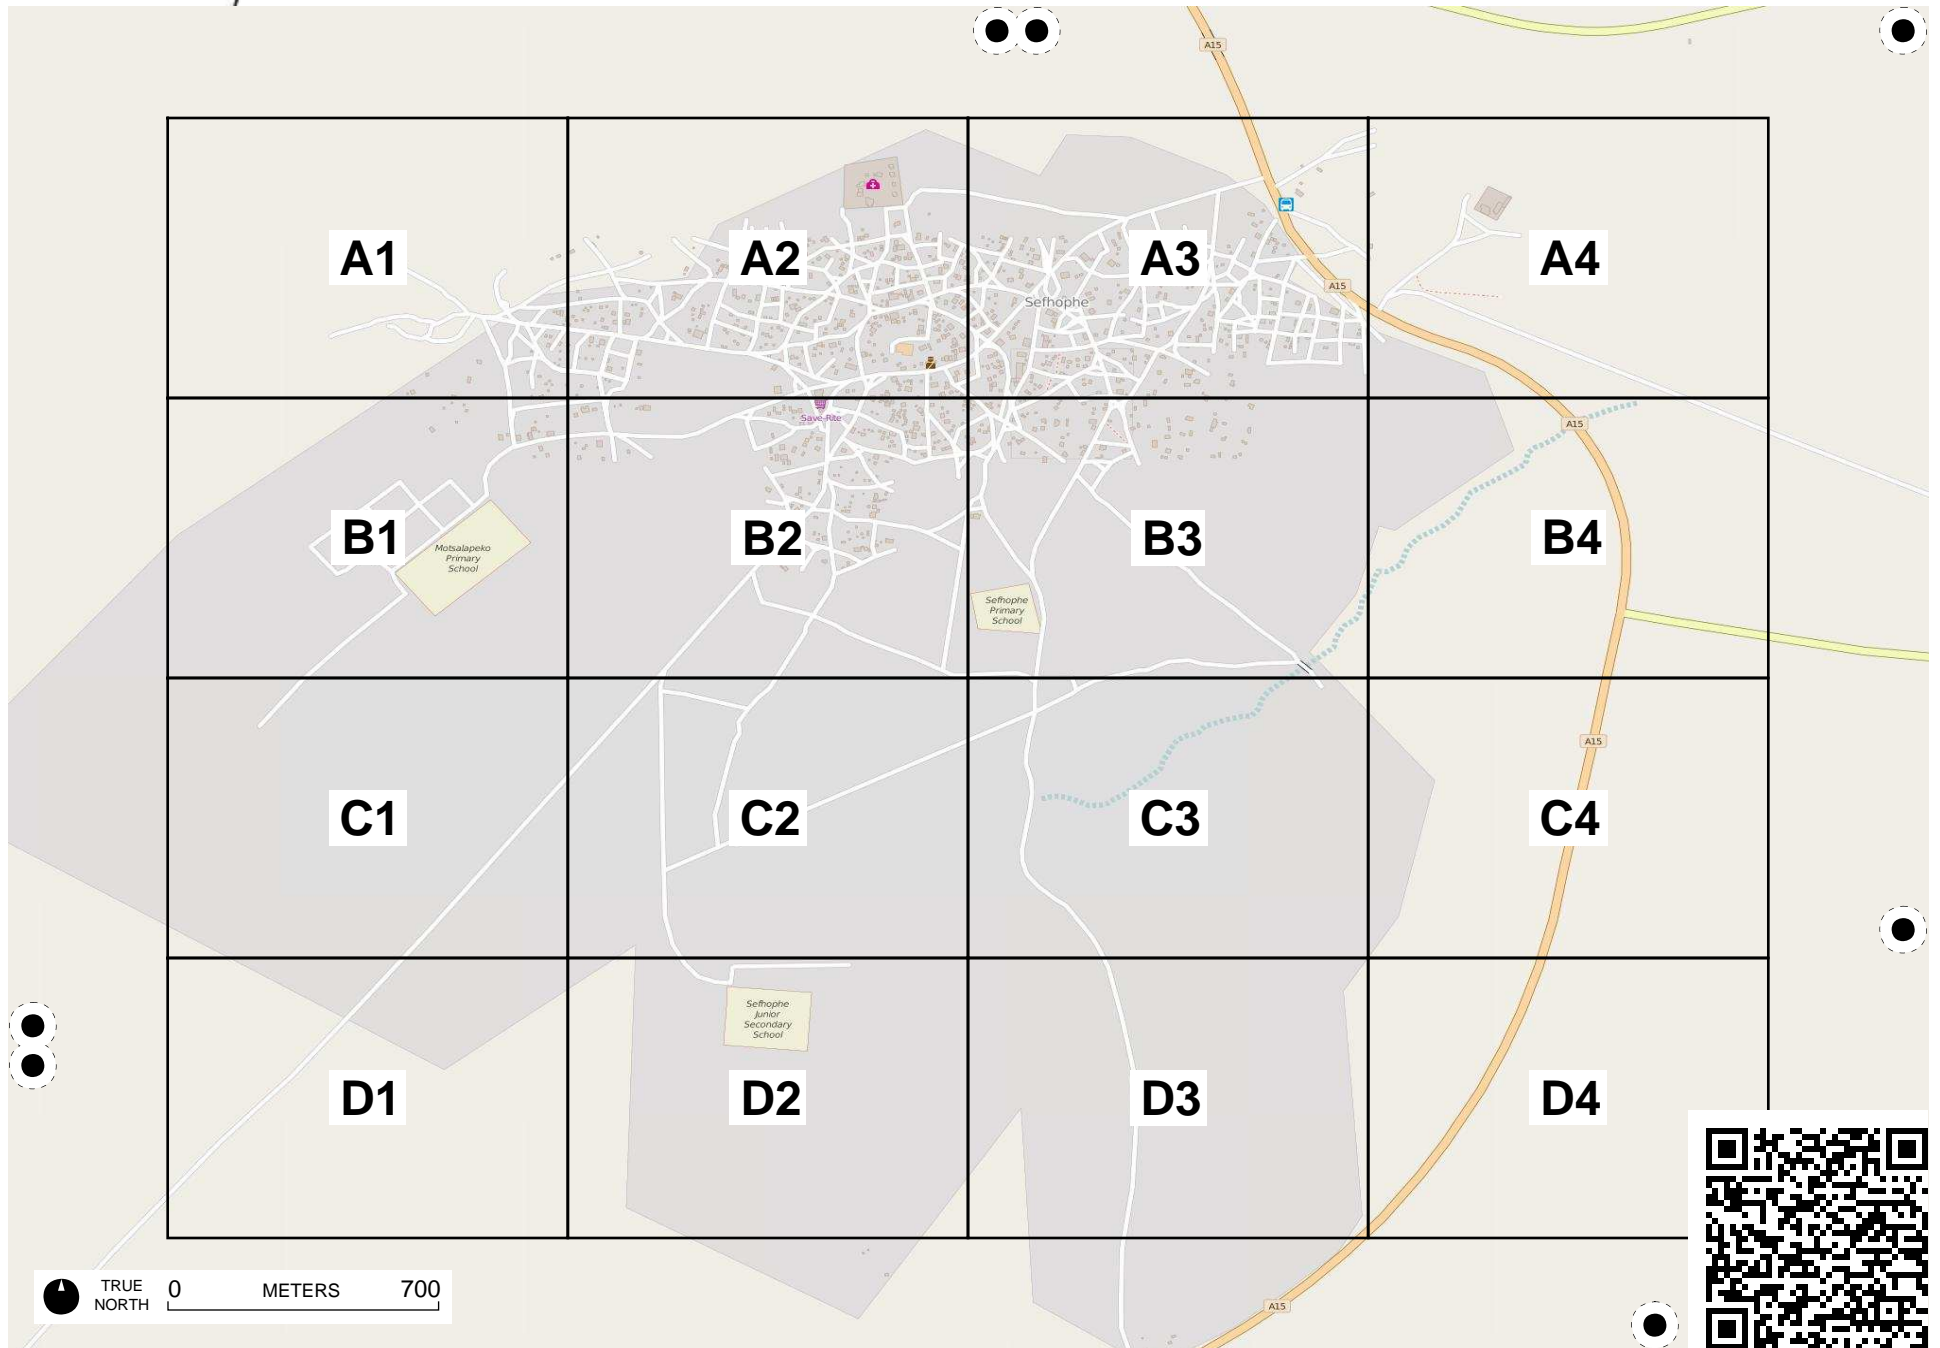 A15
A1
A2
A3
A4
Sefhophe
A15
Save-Rite
A15
B1
B2
B3
B4
Motsalapeko
Primary
School
Sefhophe
Primary
School
A15
C1
C2
C3
C4
Sefhophe
Junior
Secondary
School
D1
D2
D3
D4
TRUE
NORTH
0
METERS
700
A15